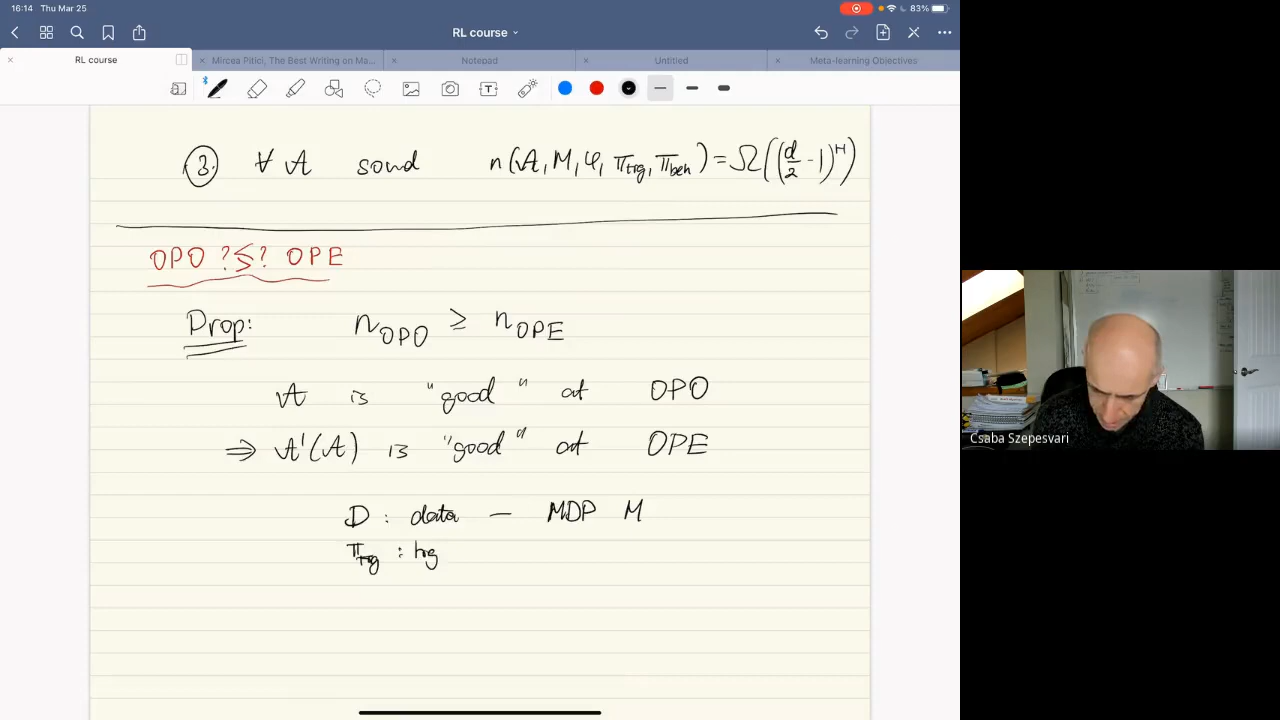 16:14 Thu Mar 25
83%
RL course
RL course
Mircea Pitici, The Best Writing on Ma...
Notepad
Untitled
Meta-learning Objectives
③ ∀ A sound n(A, M, φ, π_trg, π_beh) = Ω((d/2 - 1)^H)
OPO ?≤? OPE
Prop: n_OPO ≥ n_OPE
A is "good" at OPO
⇒ A'(A) is "good" at OPE
D : data — MDP M
π_trg : trg
Csaba Szepesvari